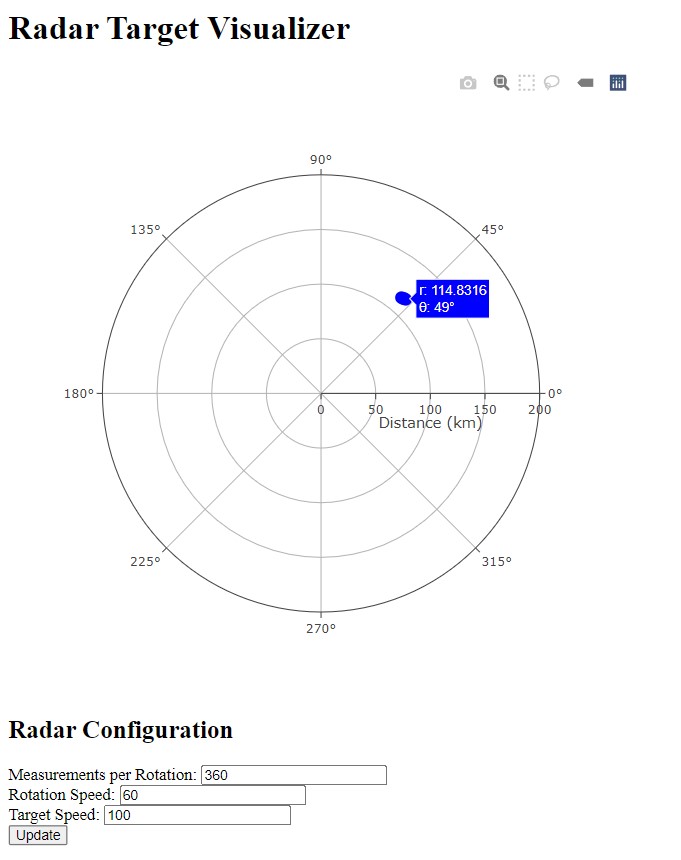 Radar Target Visualizer
90°
135°
45°
r: 114.8316
θ: 49°
180°
0°
0 50 100 150 200
Distance (km)
225°
315°
270°
Radar Configuration
Measurements per Rotation: 360
Rotation Speed: 60
Target Speed: 100
Update